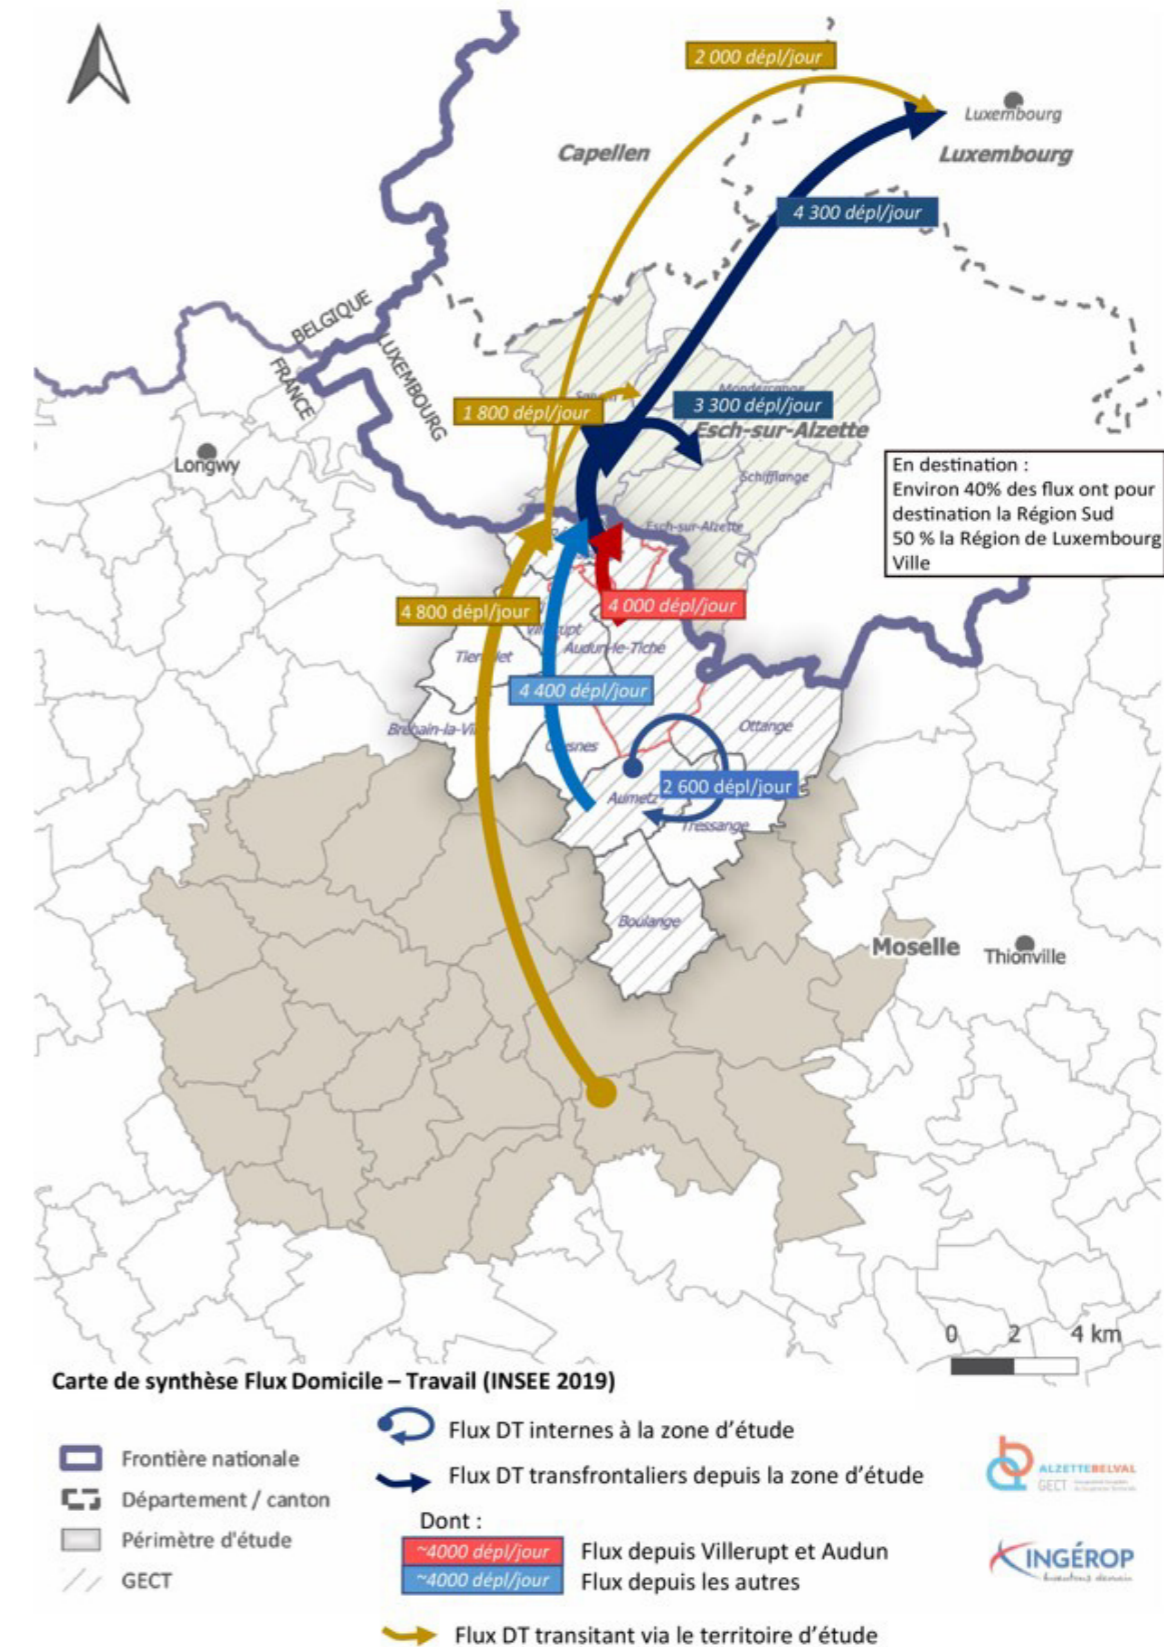 2 000 dépl/jour
Luxembourg
Capellen
Luxembourg
4 300 dépl/jour
BELGIQUE
LUXEMBOURG
FRANCE
Mondercange
1 800 dépl/jour
3 300 dépl/jour
Esch-sur-Alzette
Longwy
Schifflange
En destination :
Environ 40% des flux ont pour
destination la Région Sud
50 % la Région de Luxembourg
Ville
Esch-sur-Alzette
4 800 dépl/jour
4 000 dépl/jour
Audun-le-Tiche
4 400 dépl/jour
Ottange
Aumetz
2 600 dépl/jour
Tressange
Boulange
Moselle
Thionville
0 2 4 km
Carte de synthèse Flux Domicile – Travail (INSEE 2019)
Frontière nationale
Département / canton
Périmètre d'étude
GECT
Flux DT internes à la zone d'étude
Flux DT transfrontaliers depuis la zone d'étude
Dont :
~4000 dépl/jour Flux depuis Villerupt et Audun
~4000 dépl/jour Flux depuis les autres
Flux DT transitant via le territoire d'étude
ALZETTEBELVAL
GECT
INGÉROP
Inventons demain